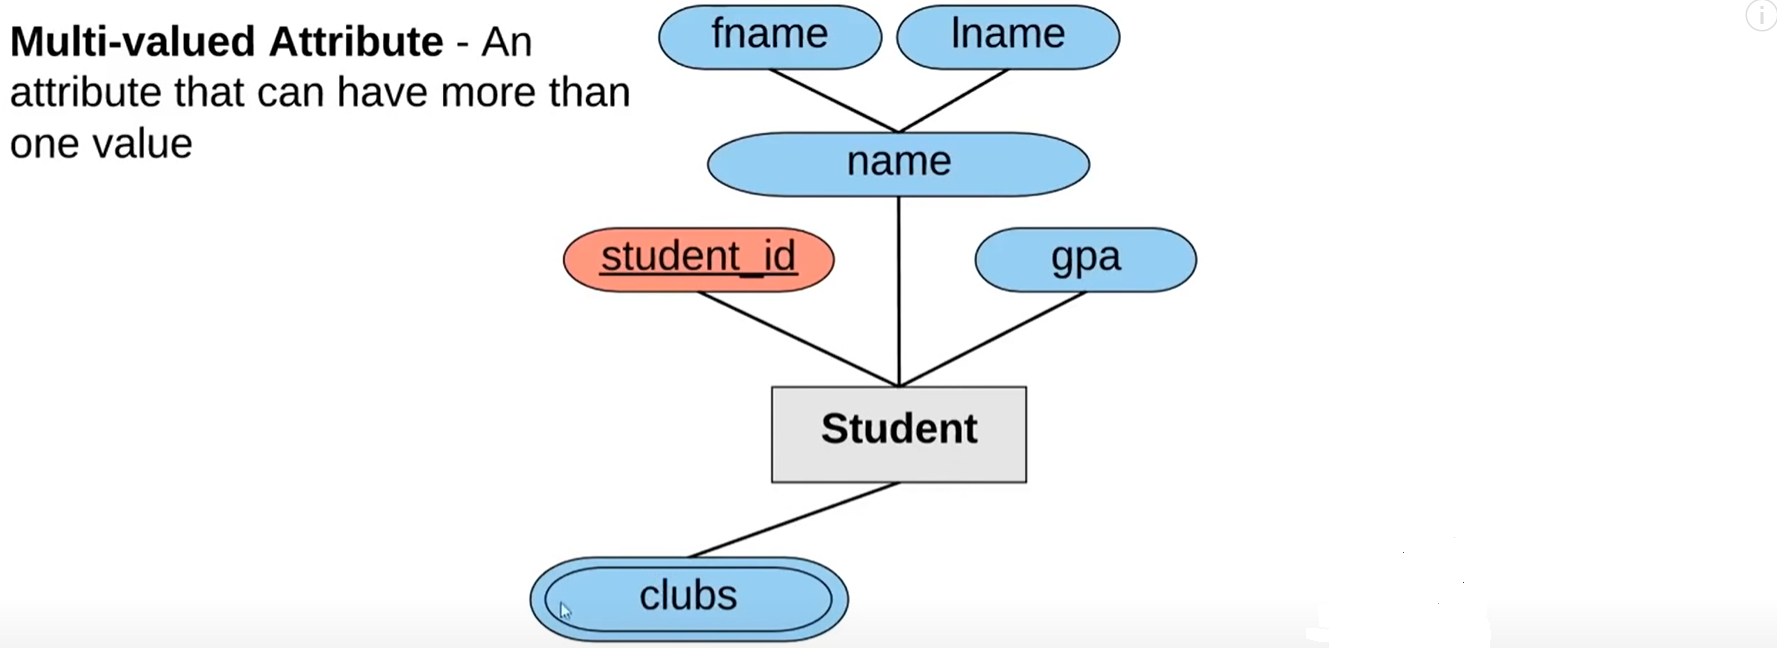 Multi-valued Attribute - An
attribute that can have more than
one value
fname
lname
name
student_id
gpa
Student
clubs